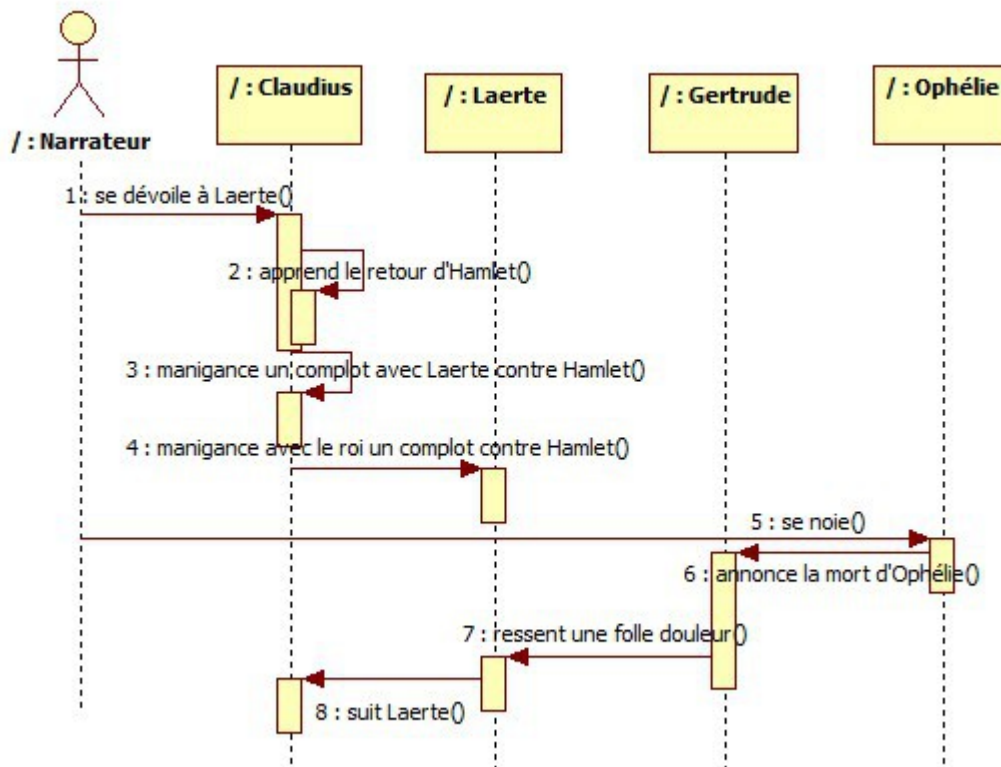 / : Claudius
/ : Laerte
/ : Gertrude
/ : Ophélie
/ : Narrateur
1 : se dévoile à Laerte()
2 : apprend le retour d'Hamlet()
3 : manigance un complot avec Laerte contre Hamlet()
4 : manigance avec le roi un complot contre Hamlet()
5 : se noie()
6 : annonce la mort d'Ophélie()
7 : ressent une folle douleur()
8 : suit Laerte()